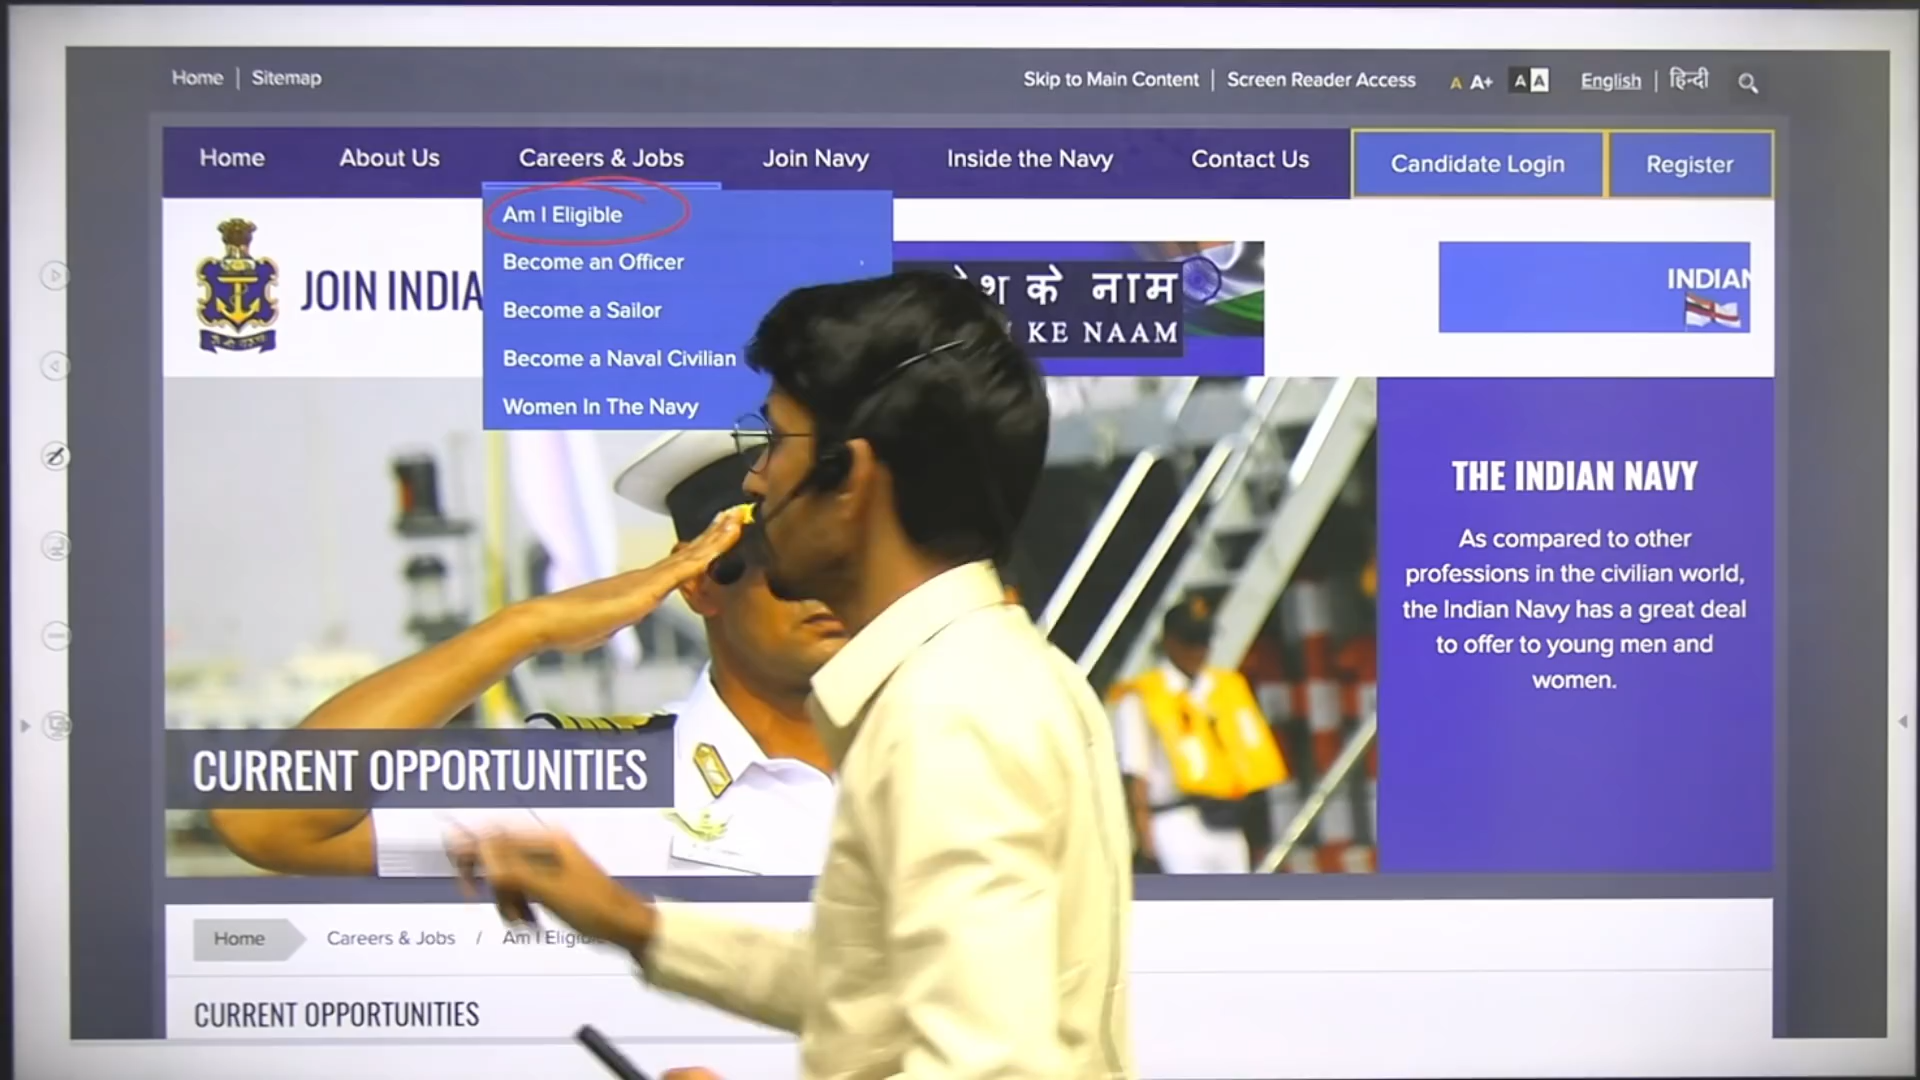 Home | Sitemap
Skip to Main Content | Screen Reader Access A A+ A A English | हिन्दी
Home About Us Careers & Jobs Join Navy Inside the Navy Contact Us Candidate Login Register
Am I Eligible
Become an Officer
Become a Sailor
Become a Naval Civilian
Women In The Navy
JOIN INDIA
के नाम
KE NAAM
INDIAN
THE INDIAN NAVY
As compared to other
professions in the civilian world,
the Indian Navy has a great deal
to offer to young men and
women.
CURRENT OPPORTUNITIES
Home Careers & Jobs / Am I
CURRENT OPPORTUNITIES